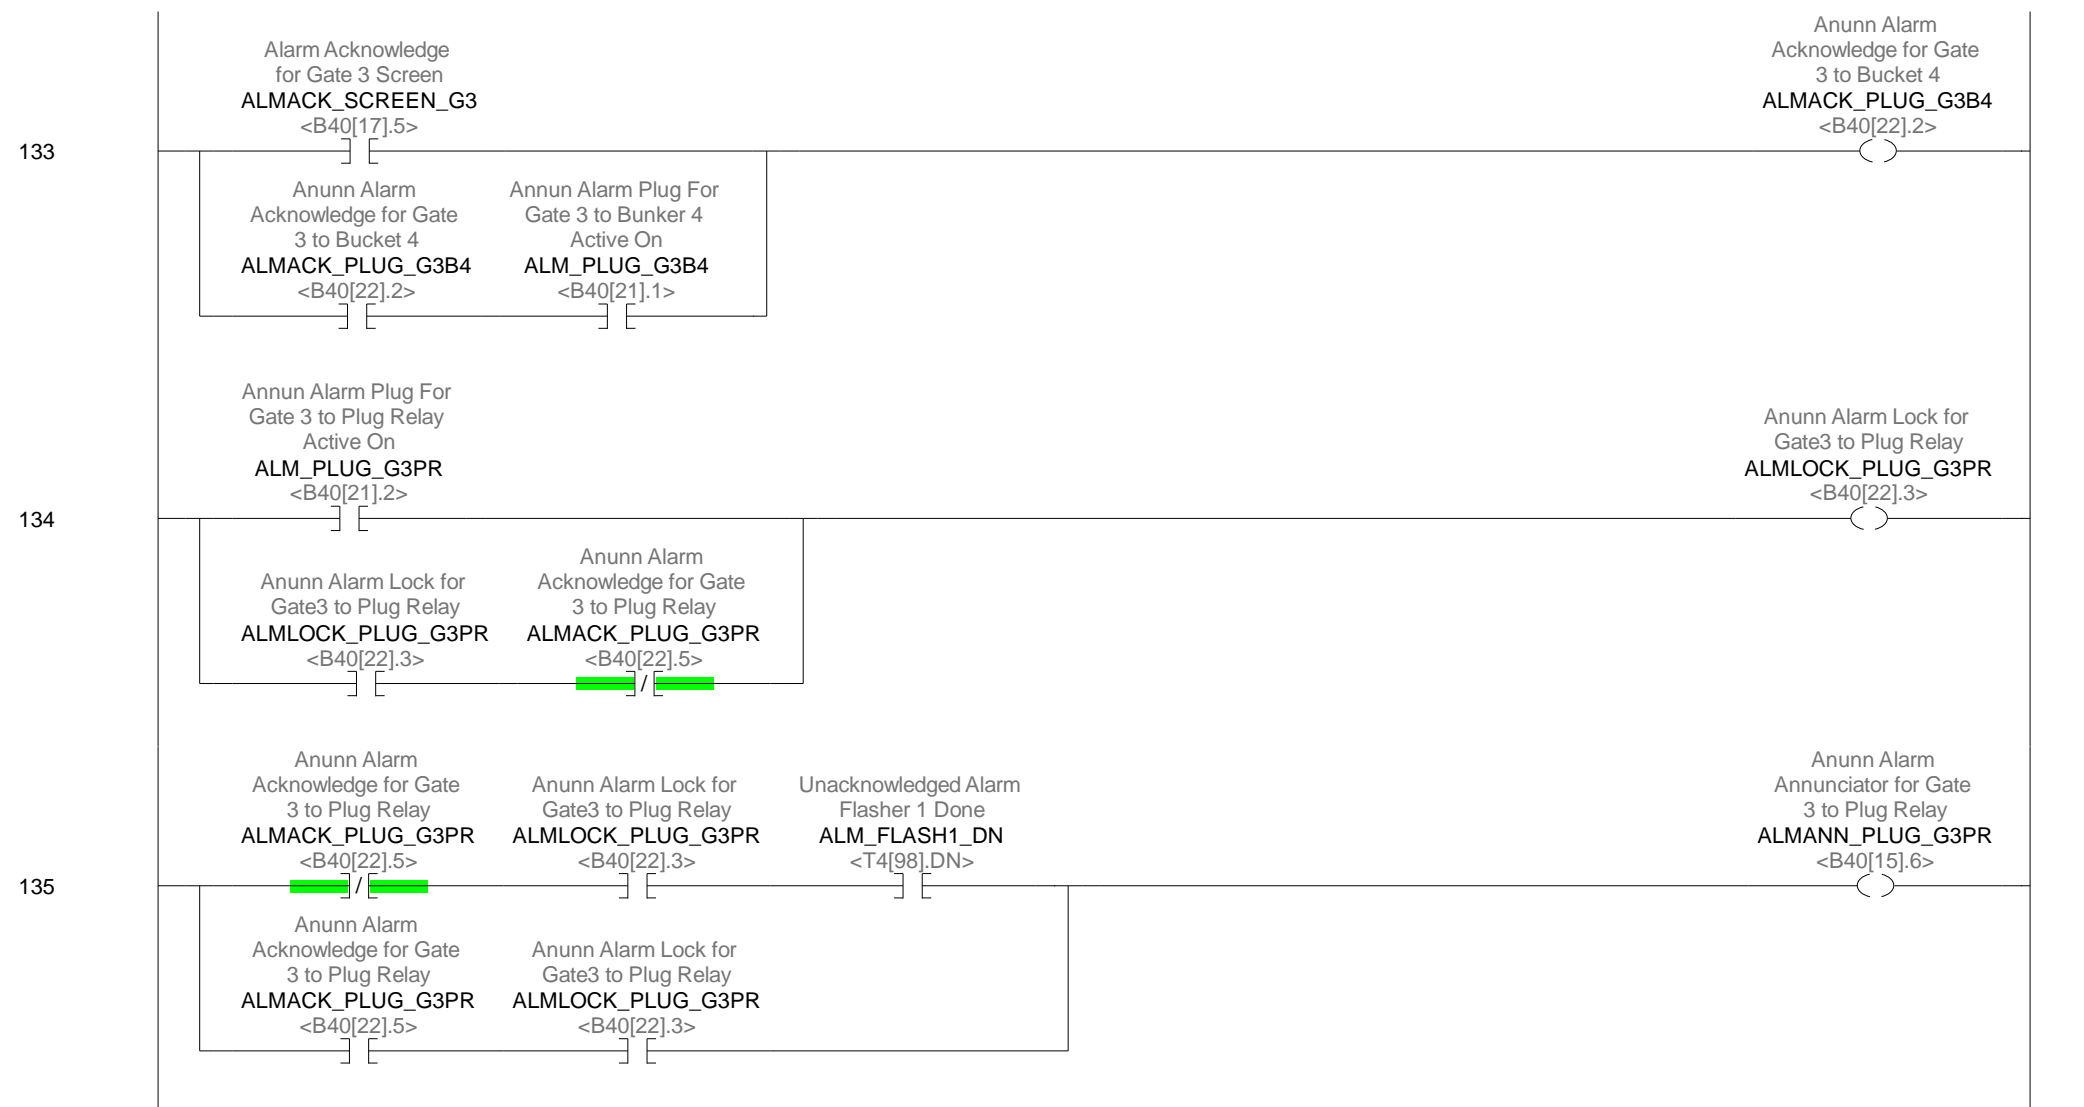 Alarm Acknowledge
for Gate 3 Screen
ALMACK_SCREEN_G3
<B40[17].5>
Anunn Alarm
Acknowledge for Gate
3 to Bucket 4
ALMACK_PLUG_G3B4
<B40[22].2>
133
Anunn Alarm
Acknowledge for Gate
3 to Bucket 4
ALMACK_PLUG_G3B4
<B40[22].2>
Annun Alarm Plug For
Gate 3 to Bunker 4
Active On
ALM_PLUG_G3B4
<B40[21].1>
Annun Alarm Plug For
Gate 3 to Plug Relay
Active On
ALM_PLUG_G3PR
<B40[21].2>
Anunn Alarm Lock for
Gate3 to Plug Relay
ALMLOCK_PLUG_G3PR
<B40[22].3>
134
Anunn Alarm Lock for
Gate3 to Plug Relay
ALMLOCK_PLUG_G3PR
<B40[22].3>
Anunn Alarm
Acknowledge for Gate
3 to Plug Relay
ALMACK_PLUG_G3PR
<B40[22].5>
/
Anunn Alarm
Acknowledge for Gate
3 to Plug Relay
ALMACK_PLUG_G3PR
<B40[22].5>
Anunn Alarm Lock for
Gate3 to Plug Relay
ALMLOCK_PLUG_G3PR
<B40[22].3>
Unacknowledged Alarm
Flasher 1 Done
ALM_FLASH1_DN
<T4[98].DN>
Anunn Alarm
Annunciator for Gate
3 to Plug Relay
ALMANN_PLUG_G3PR
<B40[15].6>
135
/
Anunn Alarm
Acknowledge for Gate
3 to Plug Relay
ALMACK_PLUG_G3PR
<B40[22].5>
Anunn Alarm Lock for
Gate3 to Plug Relay
ALMLOCK_PLUG_G3PR
<B40[22].3>